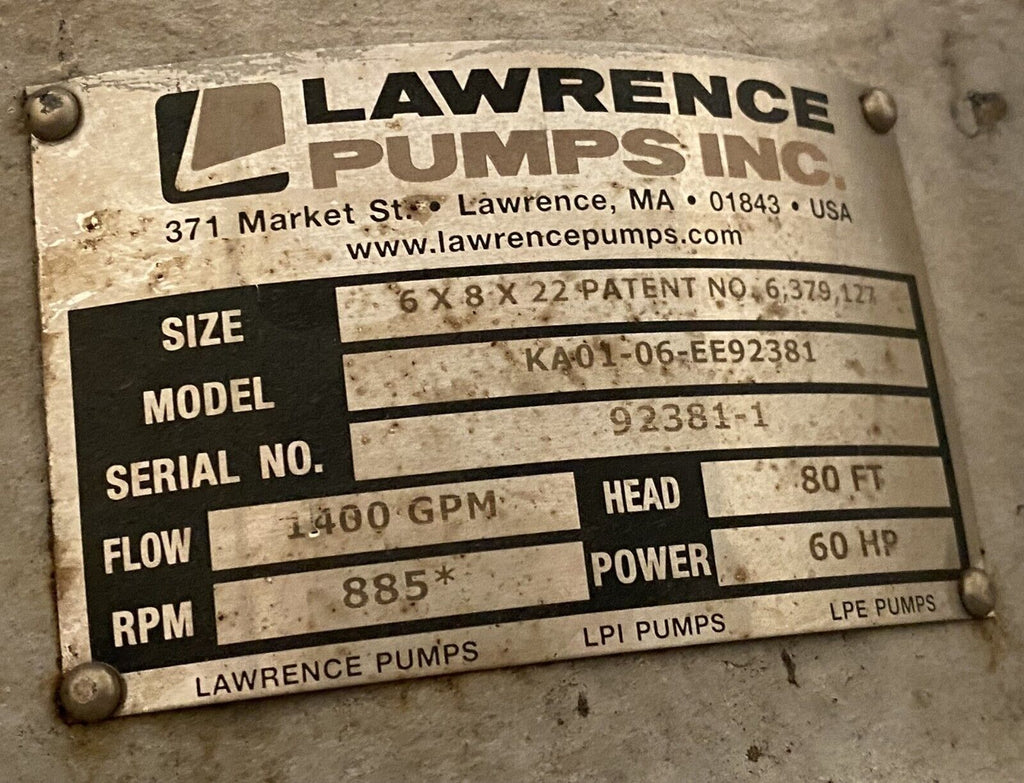 LAWRENCE
PUMPS INC.
371 Market St. • Lawrence, MA • 01843 • USA
www.lawrencepumps.com
SIZE 6 X 8 X 22 PATENT NO. 6,379,127
MODEL KA01-06-EE92381
SERIAL NO. 92381-1
FLOW 1400 GPM HEAD 80 FT
RPM 885* POWER 60 HP
LAWRENCE PUMPS LPI PUMPS LPE PUMPS